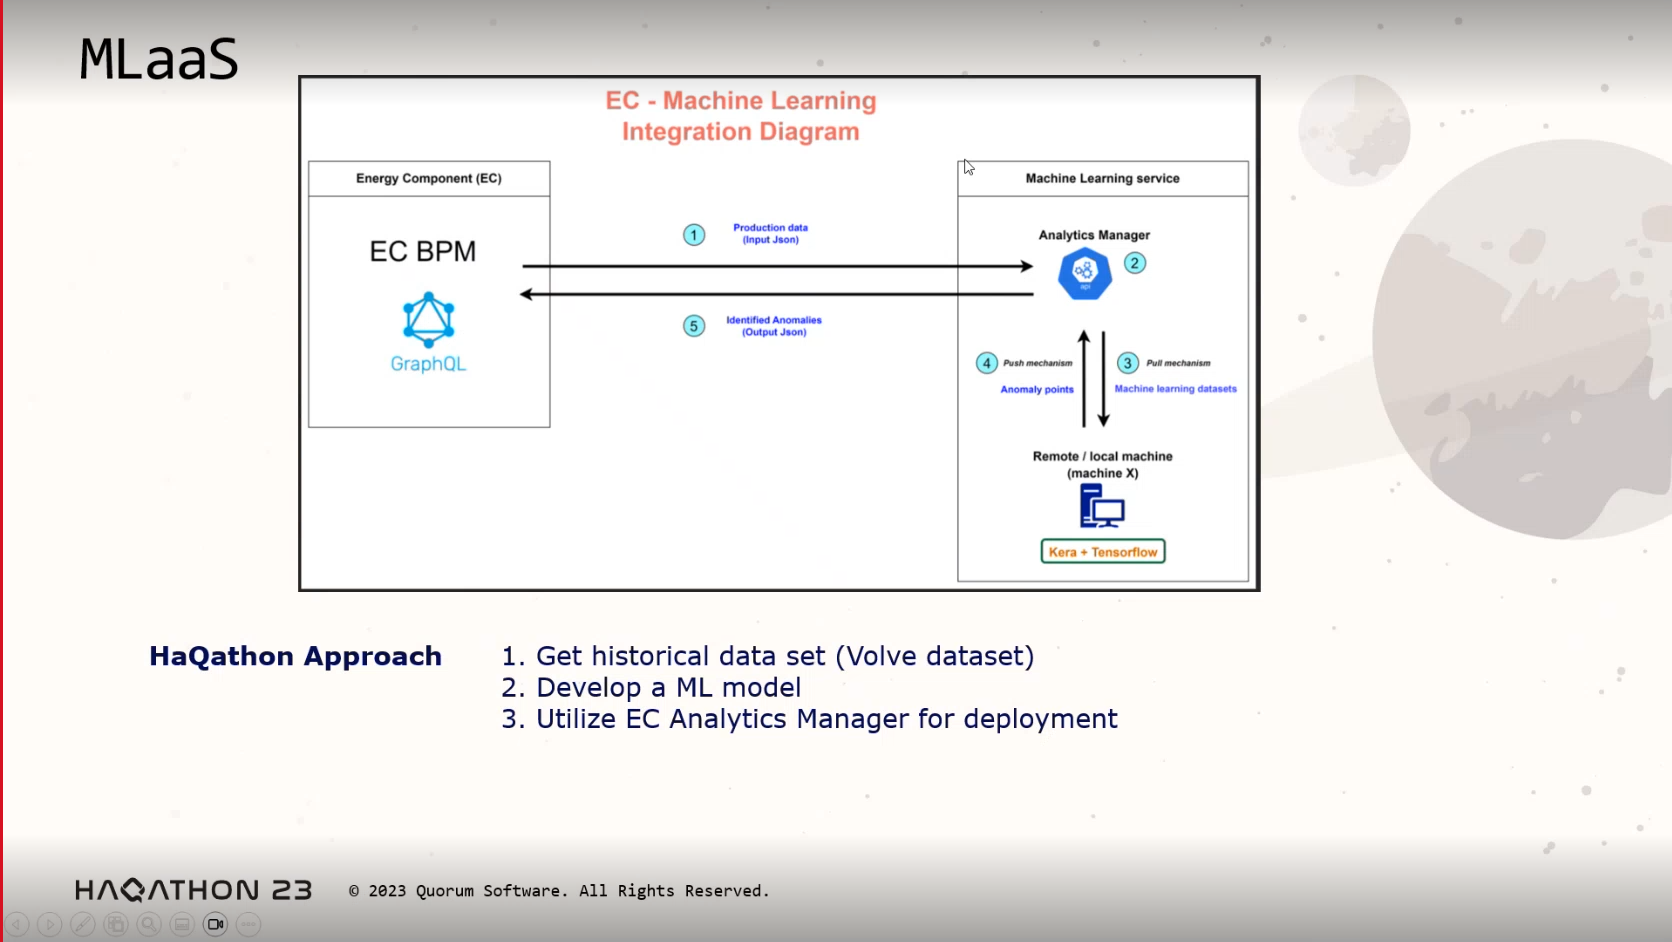 MLaaS
EC - Machine Learning
Integration Diagram
Energy Component (EC)
EC BPM
GraphQL
1
Production data
(Input Json)
5
Identified Anomalies
(Output Json)
Machine Learning service
Analytics Manager
2
api
4 Push mechanism
Anomaly points
3 Pull mechanism
Machine learning datasets
Remote / local machine
(machine X)
Kera + Tensorflow
HaQathon Approach
1. Get historical data set (Volve dataset)
2. Develop a ML model
3. Utilize EC Analytics Manager for deployment
HAQATHON 23
© 2023 Quorum Software. All Rights Reserved.